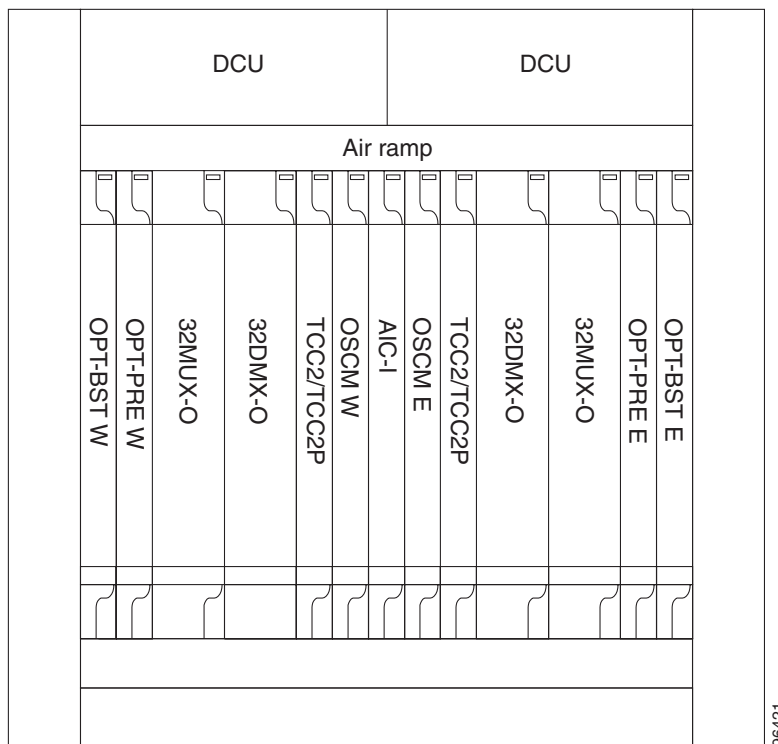 DCU
DCU
Air ramp
OPT-BST W
OPT-PRE W
32MUX-O
32DMX-O
TCC2/TCC2P
OSCM W
AIC-I
OSCM E
TCC2/TCC2P
32DMX-O
32MUX-O
OPT-PRE E
OPT-BST E